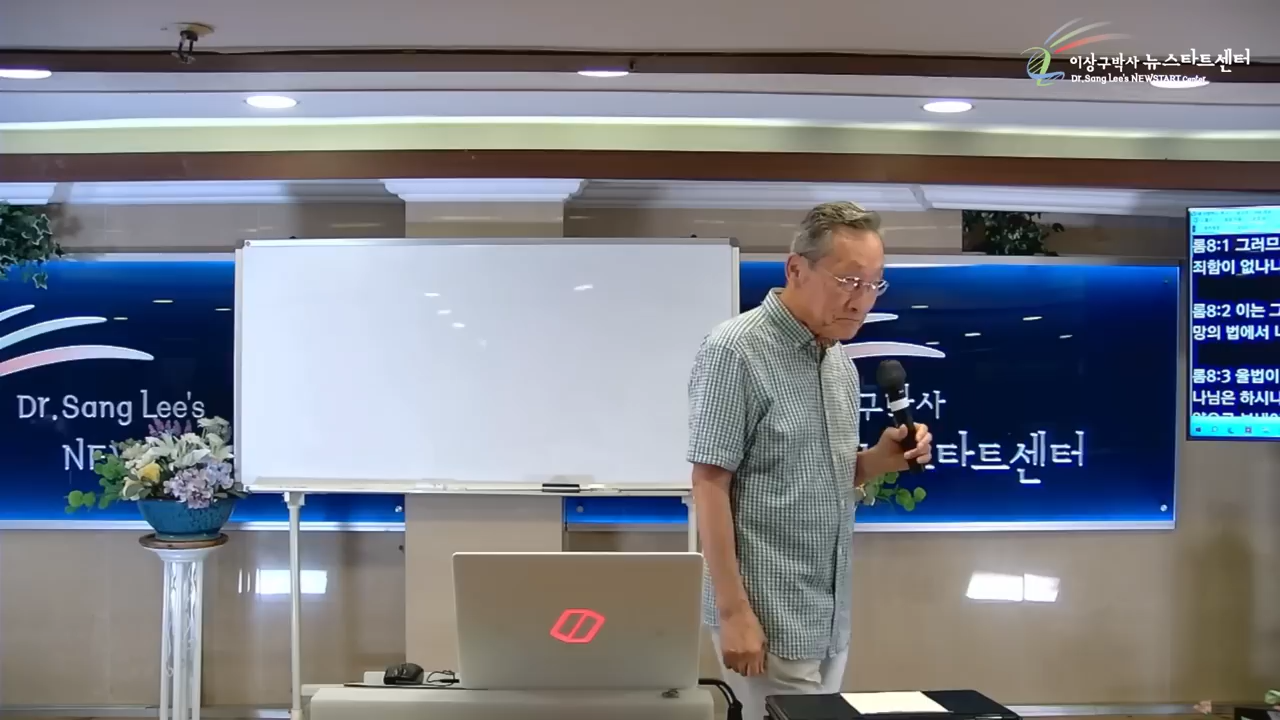 이상구박사 뉴스타트센터
Dr.Sang Lee's NEWSTART Center
Dr.Sang Lee's
구박사
타트센터
롬8:1 그러므
죄함이 없나니
롬8:2 이는 그
망의 법에서 너
롬8:3 율법이
나님은 하시나